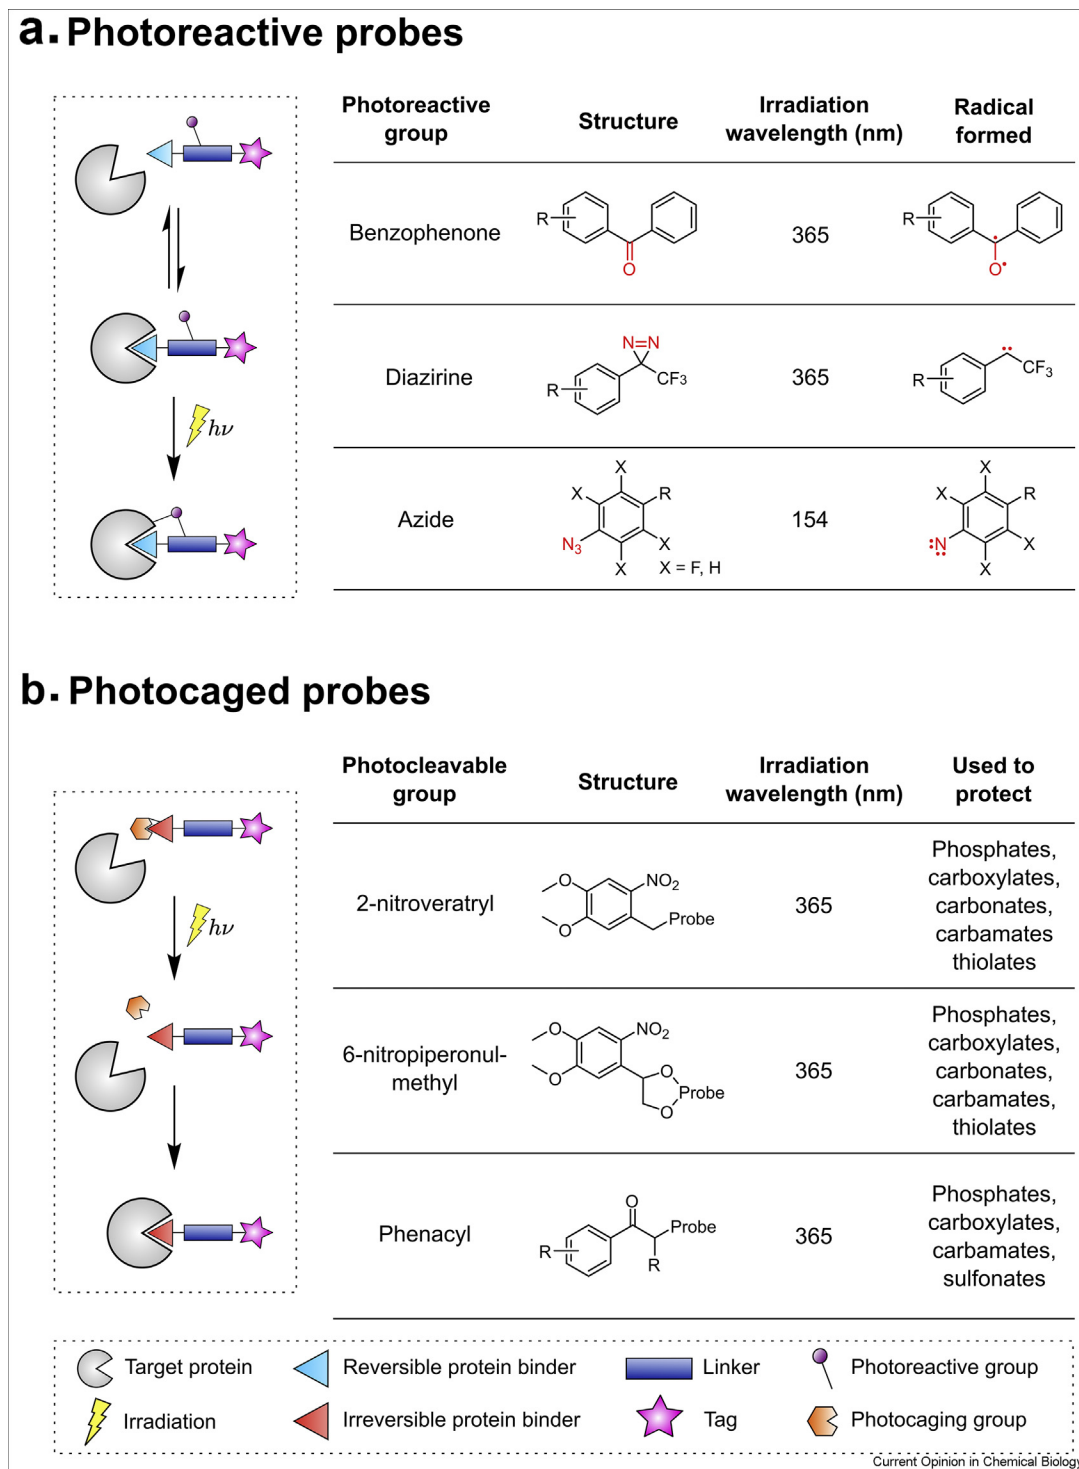 a. Photoreactive probes
Photoreactive group
Structure
Irradiation wavelength (nm)
Radical formed
hν
Benzophenone
R
O
365
R
O
Diazirine
N=N
R
CF3
365
R
CF3
Azide
X
X
R
N3
X
X
X = F, H
154
X
X
R
N
X
X
b. Photocaged probes
Photocleavable group
Structure
Irradiation wavelength (nm)
Used to protect
hν
2-nitroveratryl
O
NO2
O
Probe
365
Phosphates,
carboxylates,
carbonates,
carbamates
thiolates
6-nitropiperonul-
methyl
O
NO2
O
O
Probe
O
365
Phosphates,
carboxylates,
carbonates,
carbamates,
thiolates
Phenacyl
O
Probe
R
R
365
Phosphates,
carboxylates,
carbamates,
sulfonates
Target protein
Reversible protein binder
Linker
Photoreactive group
Irradiation
Irreversible protein binder
Tag
Photocaging group
Current Opinion in Chemical Biology